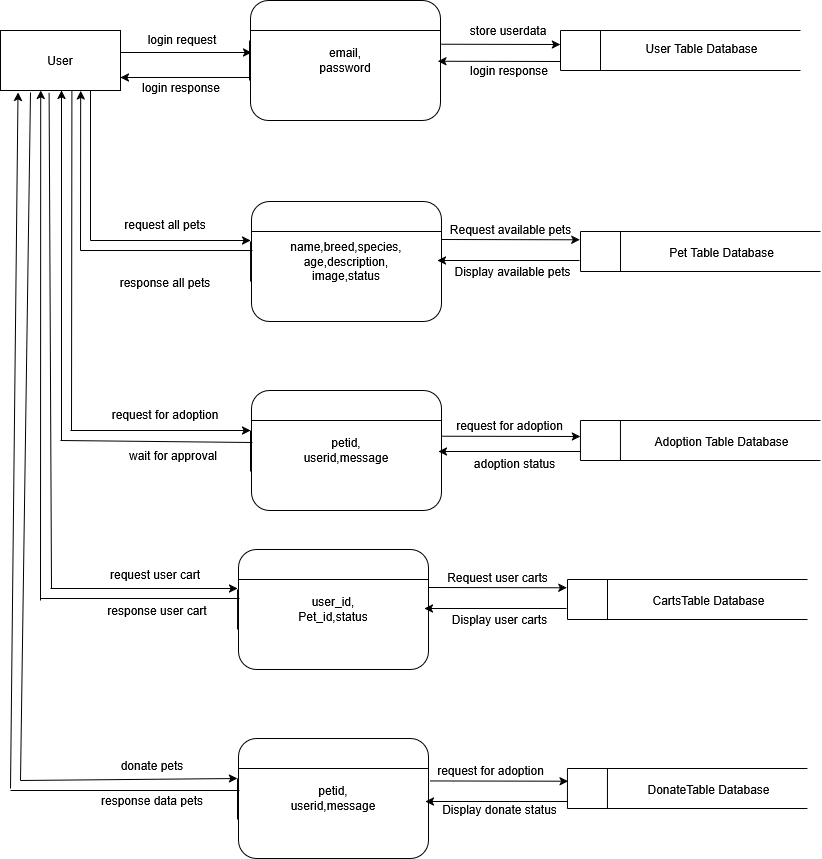 login request
store userdata
User
email,
password
User Table Database
login response
login response
request all pets
Request available pets
name,breed,species,
age,description,
image,status
Pet Table Database
response all pets
Display available pets
request for adoption
request for adoption
petid,
userid,message
Adoption Table Database
wait for approval
adoption status
request user cart
Request user carts
user_id,
Pet_id,status
CartsTable Database
response user cart
Display user carts
donate pets
request for adoption
petid,
userid,message
DonateTable Database
response data pets
Display donate status